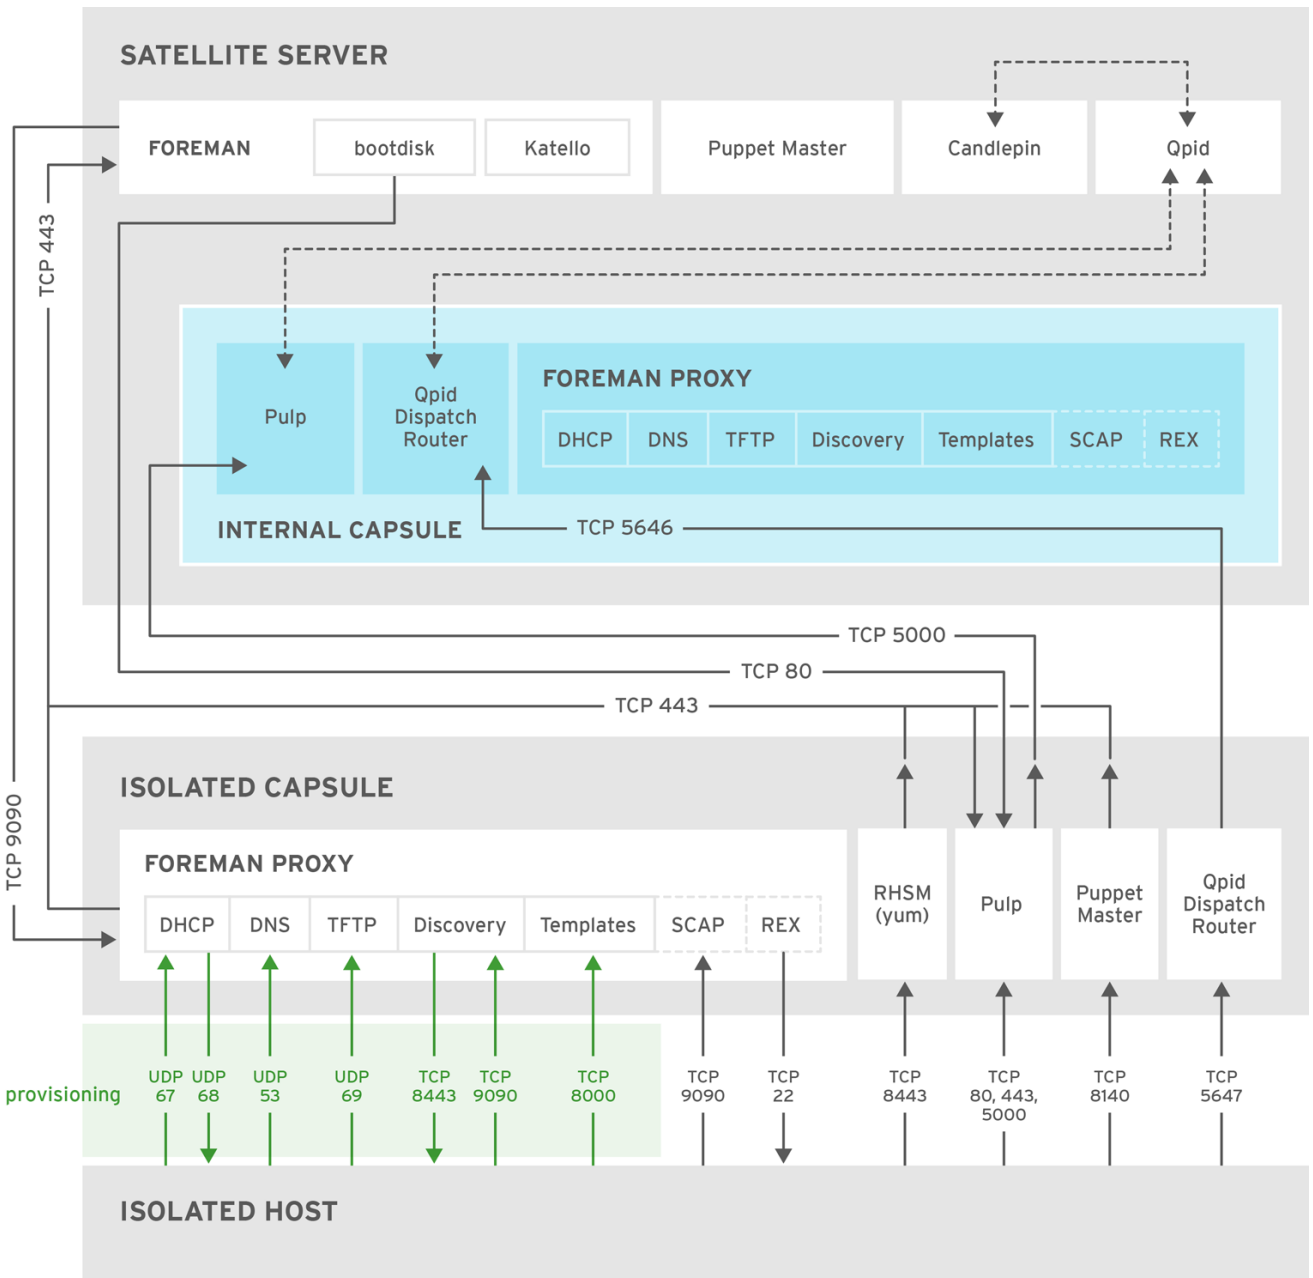 SATELLITE SERVER
FOREMAN
bootdisk
Katello
Puppet Master
Candlepin
Qpid
TCP 443
Pulp
Qpid
Dispatch
Router
FOREMAN PROXY
DHCP
DNS
TFTP
Discovery
Templates
SCAP
REX
INTERNAL CAPSULE
TCP 5646
TCP 5000
TCP 80
TCP 443
TCP 9090
ISOLATED CAPSULE
FOREMAN PROXY
DHCP
DNS
TFTP
Discovery
Templates
SCAP
REX
RHSM
(yum)
Pulp
Puppet
Master
Qpid
Dispatch
Router
provisioning
UDP
67
UDP
68
UDP
53
UDP
69
TCP
8443
TCP
9090
TCP
8000
TCP
9090
TCP
22
TCP
8443
TCP
80, 443,
5000
TCP
8140
TCP
5647
ISOLATED HOST